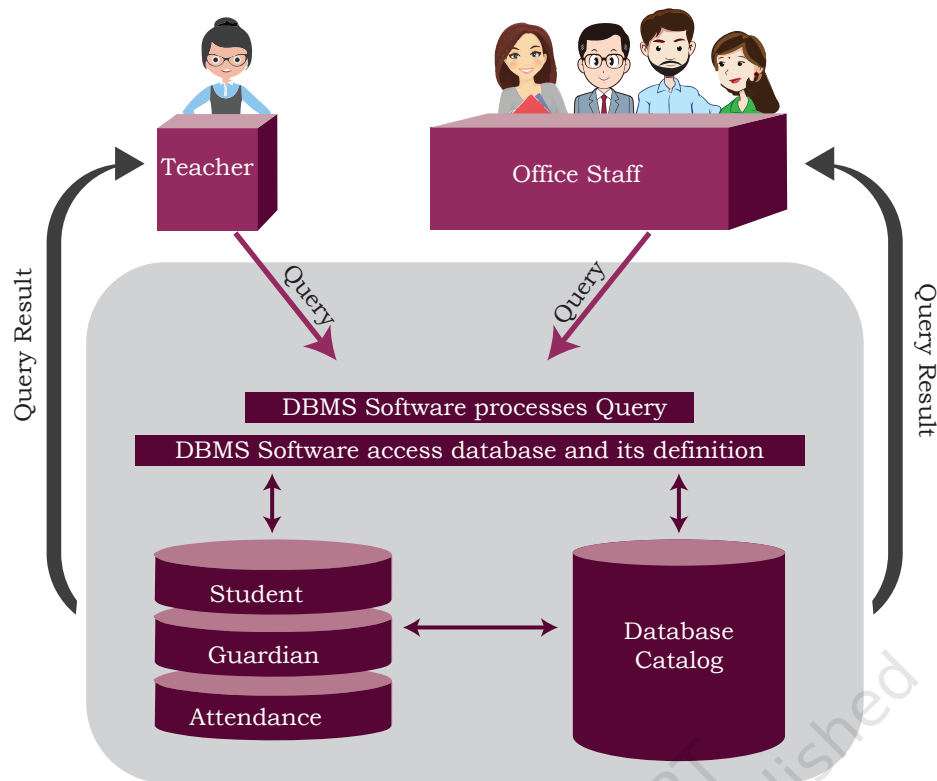 Teacher
Office Staff
Query Result
Query
Query
Query Result
DBMS Software processes Query
DBMS Software access database and its definition
Student
Guardian
Attendance
Database
Catalog